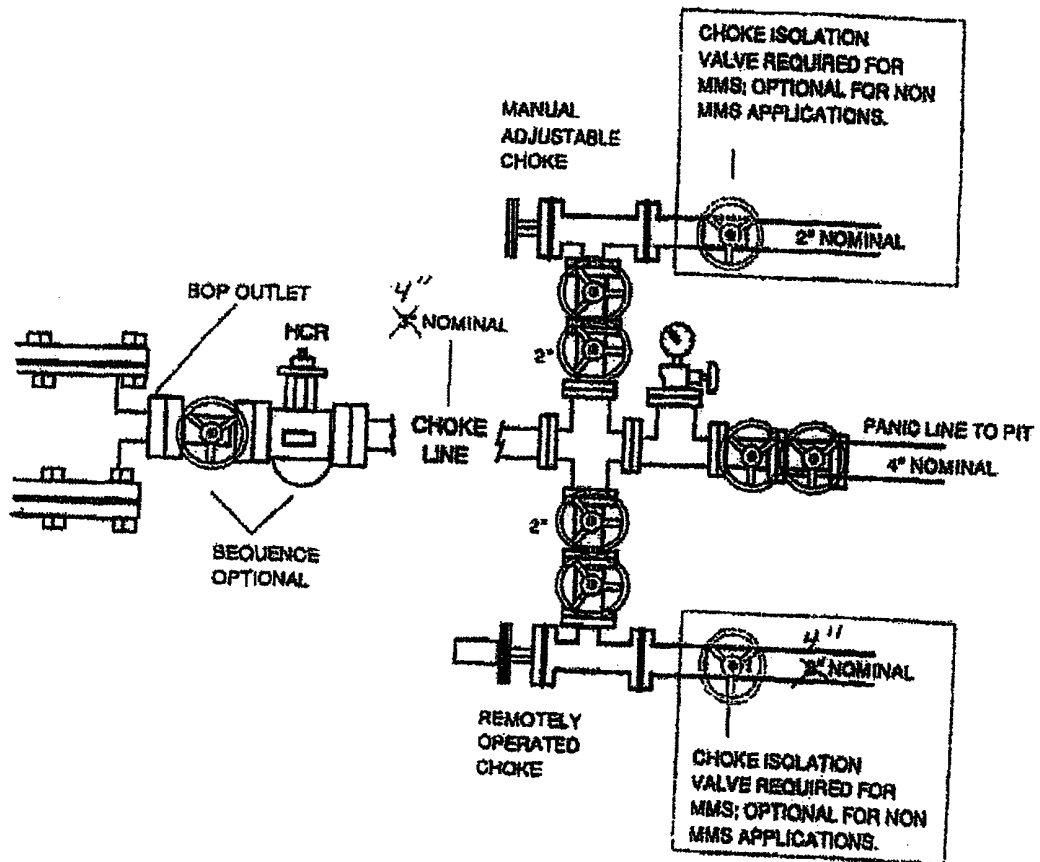 CHOKE ISOLATION
VALVE REQUIRED FOR
MMS; OPTIONAL FOR NON
MMS APPLICATIONS.
MANUAL
ADJUSTABLE
CHOKE
2" NOMINAL
BOP OUTLET
HCR
4"
3" NOMINAL
2"
CHOKE
LINE
PANIC LINE TO PIT
4" NOMINAL
2"
SEQUENCE
OPTIONAL
4"
NOMINAL
REMOTELY
OPERATED
CHOKE
CHOKE ISOLATION
VALVE REQUIRED FOR
MMS; OPTIONAL FOR NON
MMS APPLICATIONS.